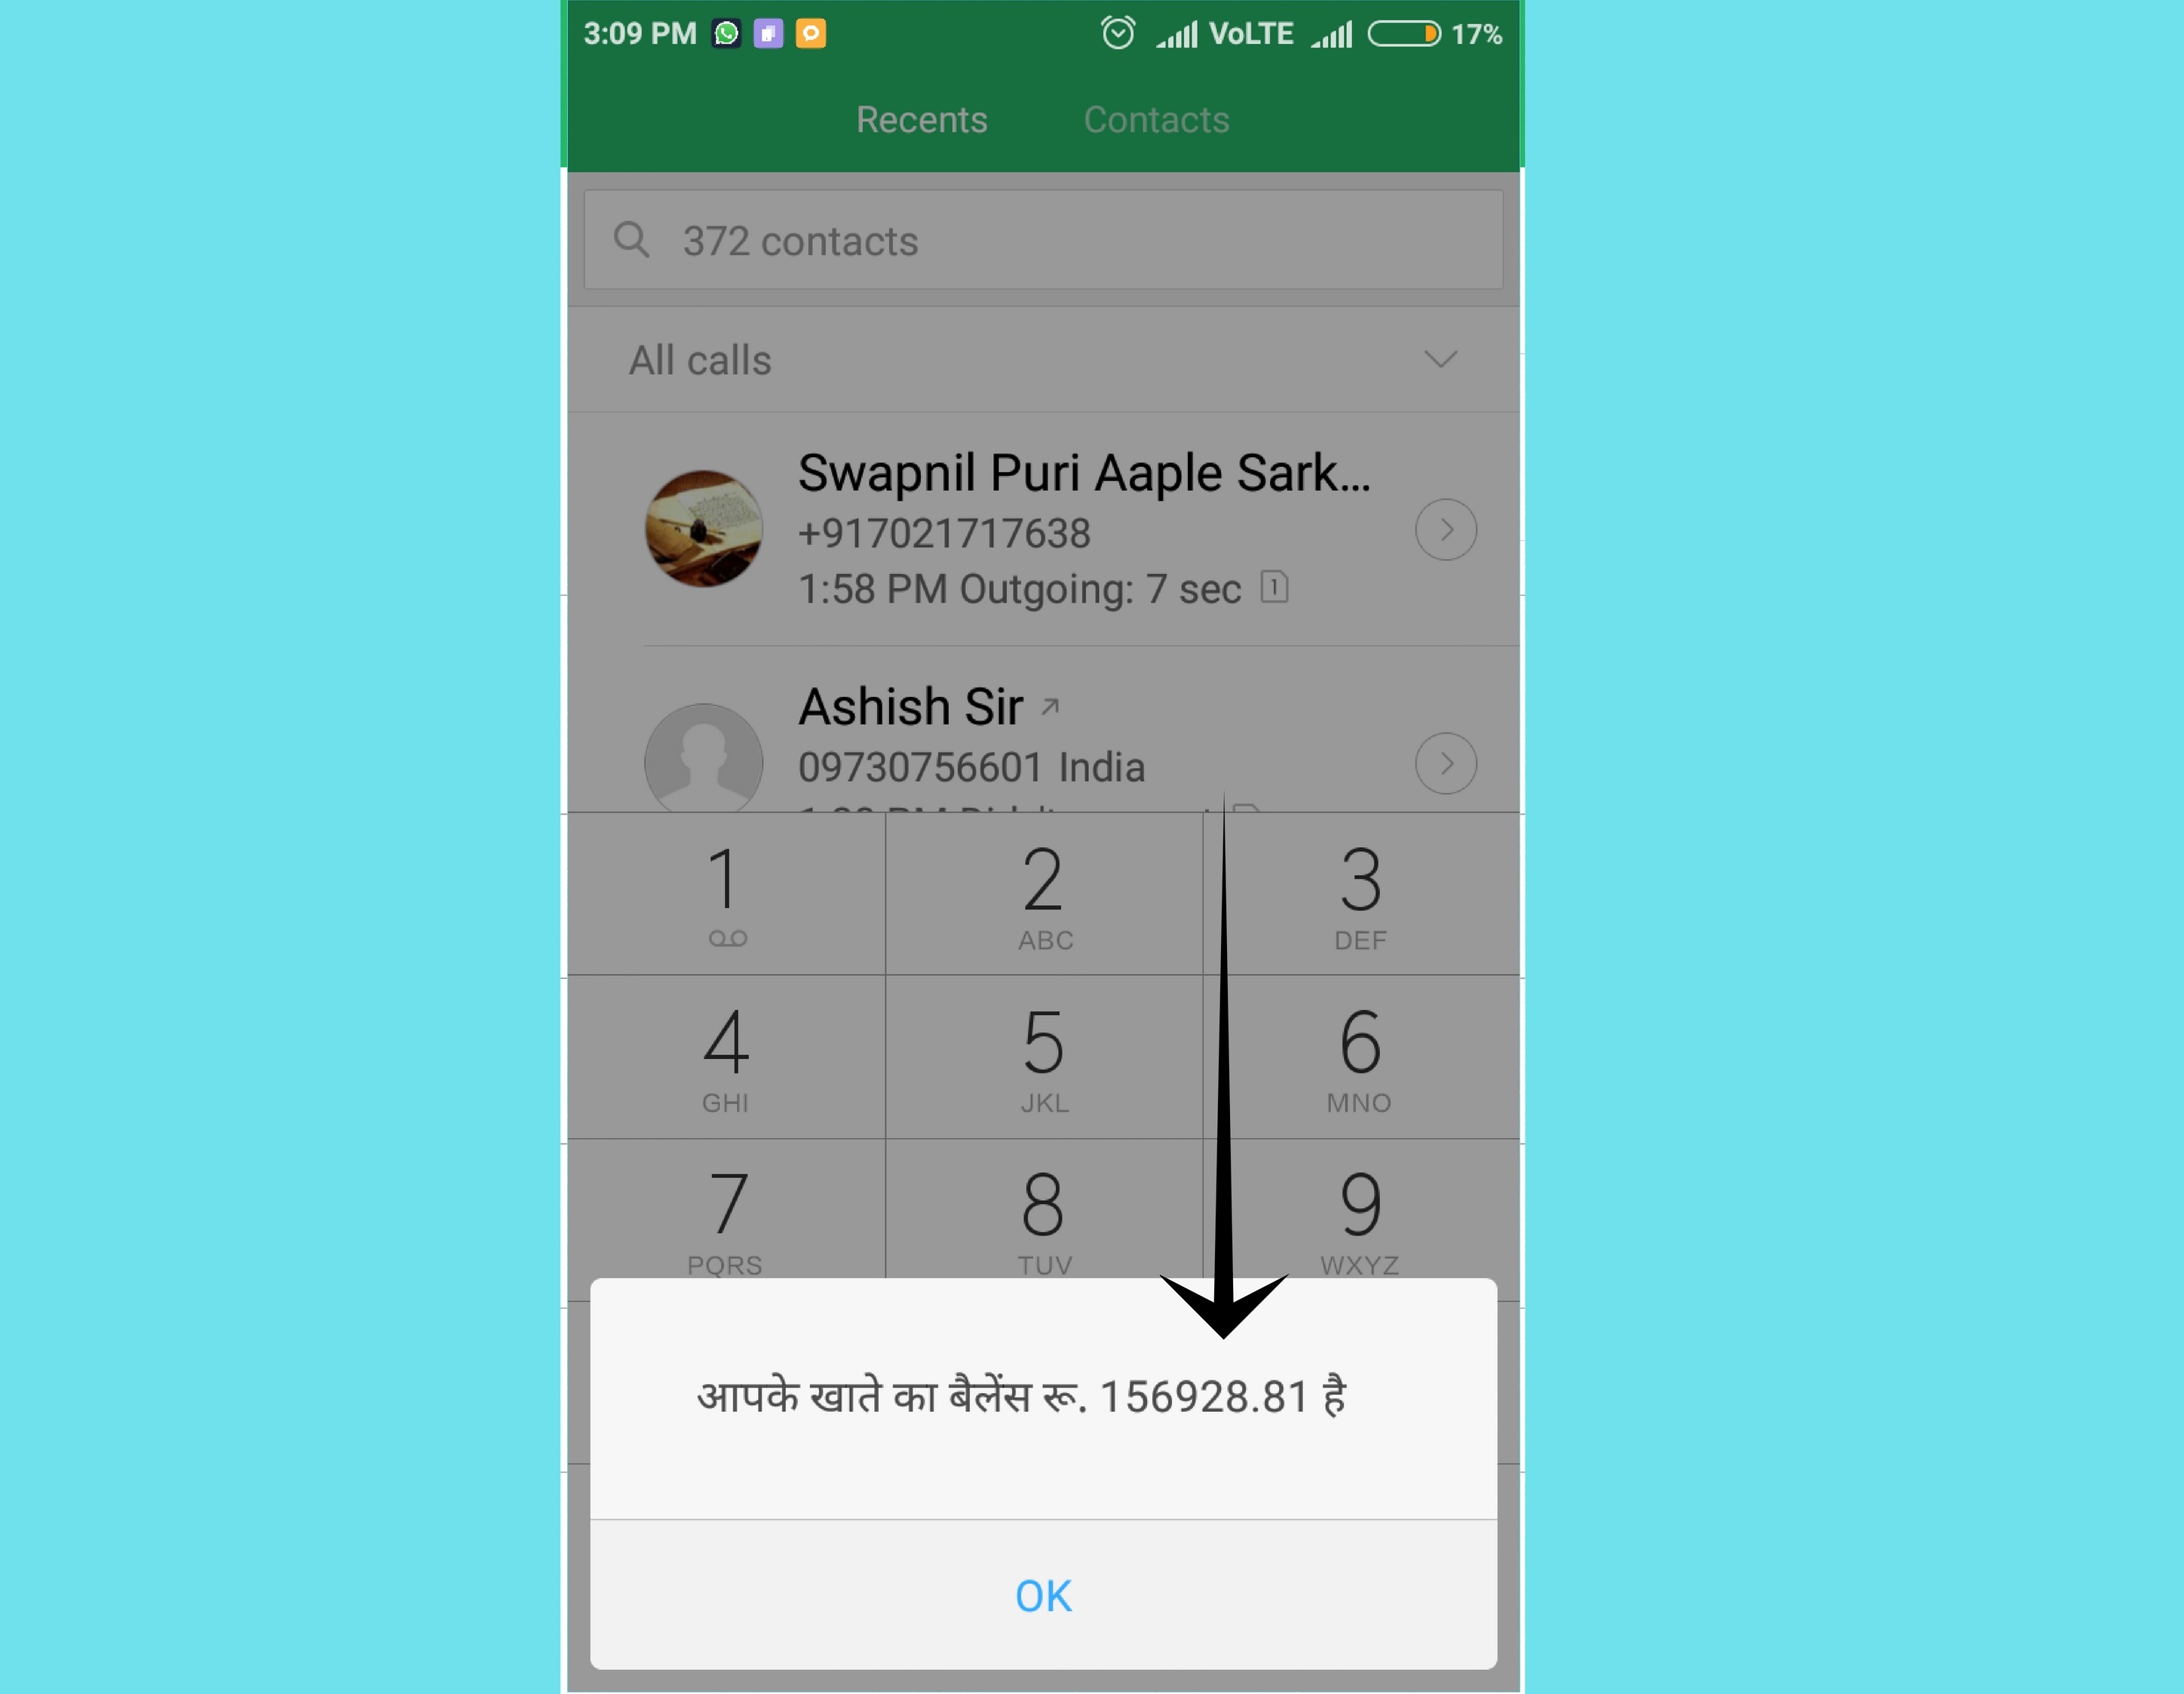 3:09 PM VoLTE 17%
Recents Contacts
372 contacts
All calls
Swapnil Puri Aaple Sark...
+917021717638
1:58 PM Outgoing: 7 sec 1
Ashish Sir
09730756601 India
1 2 3
ABC DEF
4 5 6
GHI JKL MNO
7 8 9
PQRS TUV WXYZ
आपके खाते का बैलेंस रू. 156928.81 है
OK